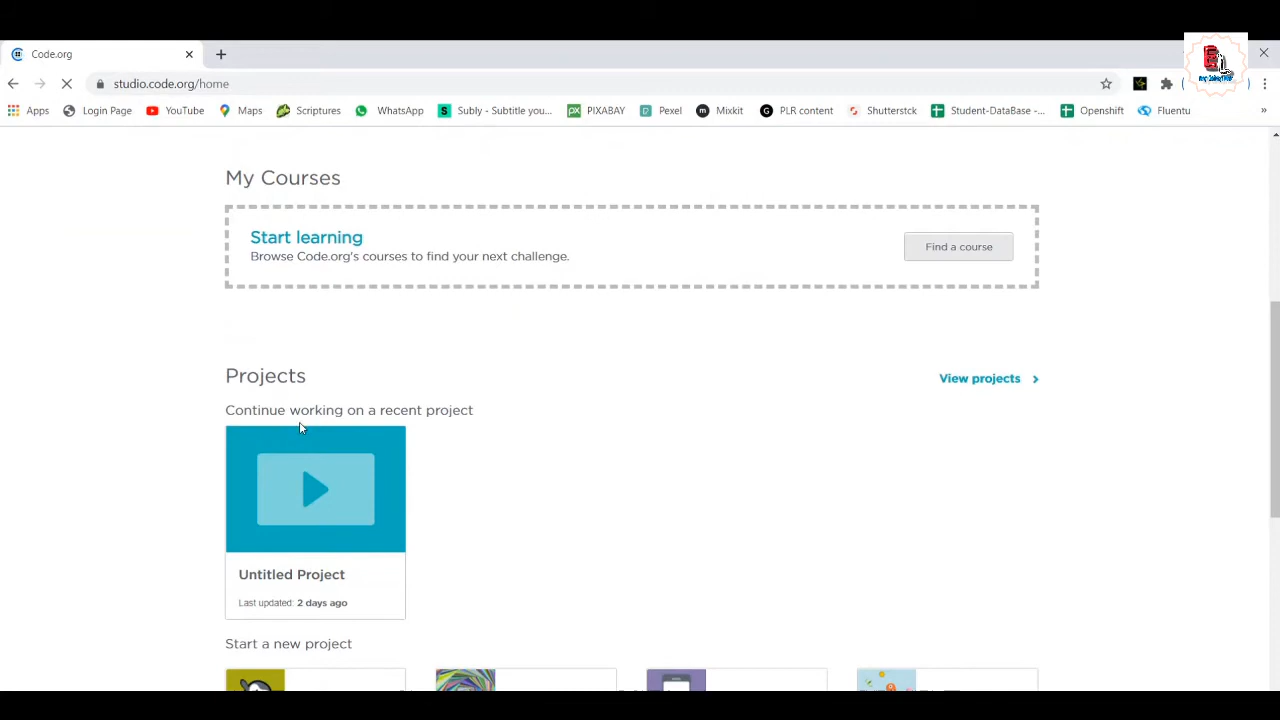 Code.org
studio.code.org/home
Apps Login Page YouTube Maps Scriptures WhatsApp Subly - Subtitle you... PIXABAY Pexel Mixkit PLR content Shutterstck Student-DataBase -... Openshift Fluentu »
My Courses
Start learning
Browse Code.org's courses to find your next challenge.
Find a course
Projects
View projects
Continue working on a recent project
Untitled Project
Last updated: 2 days ago
Start a new project